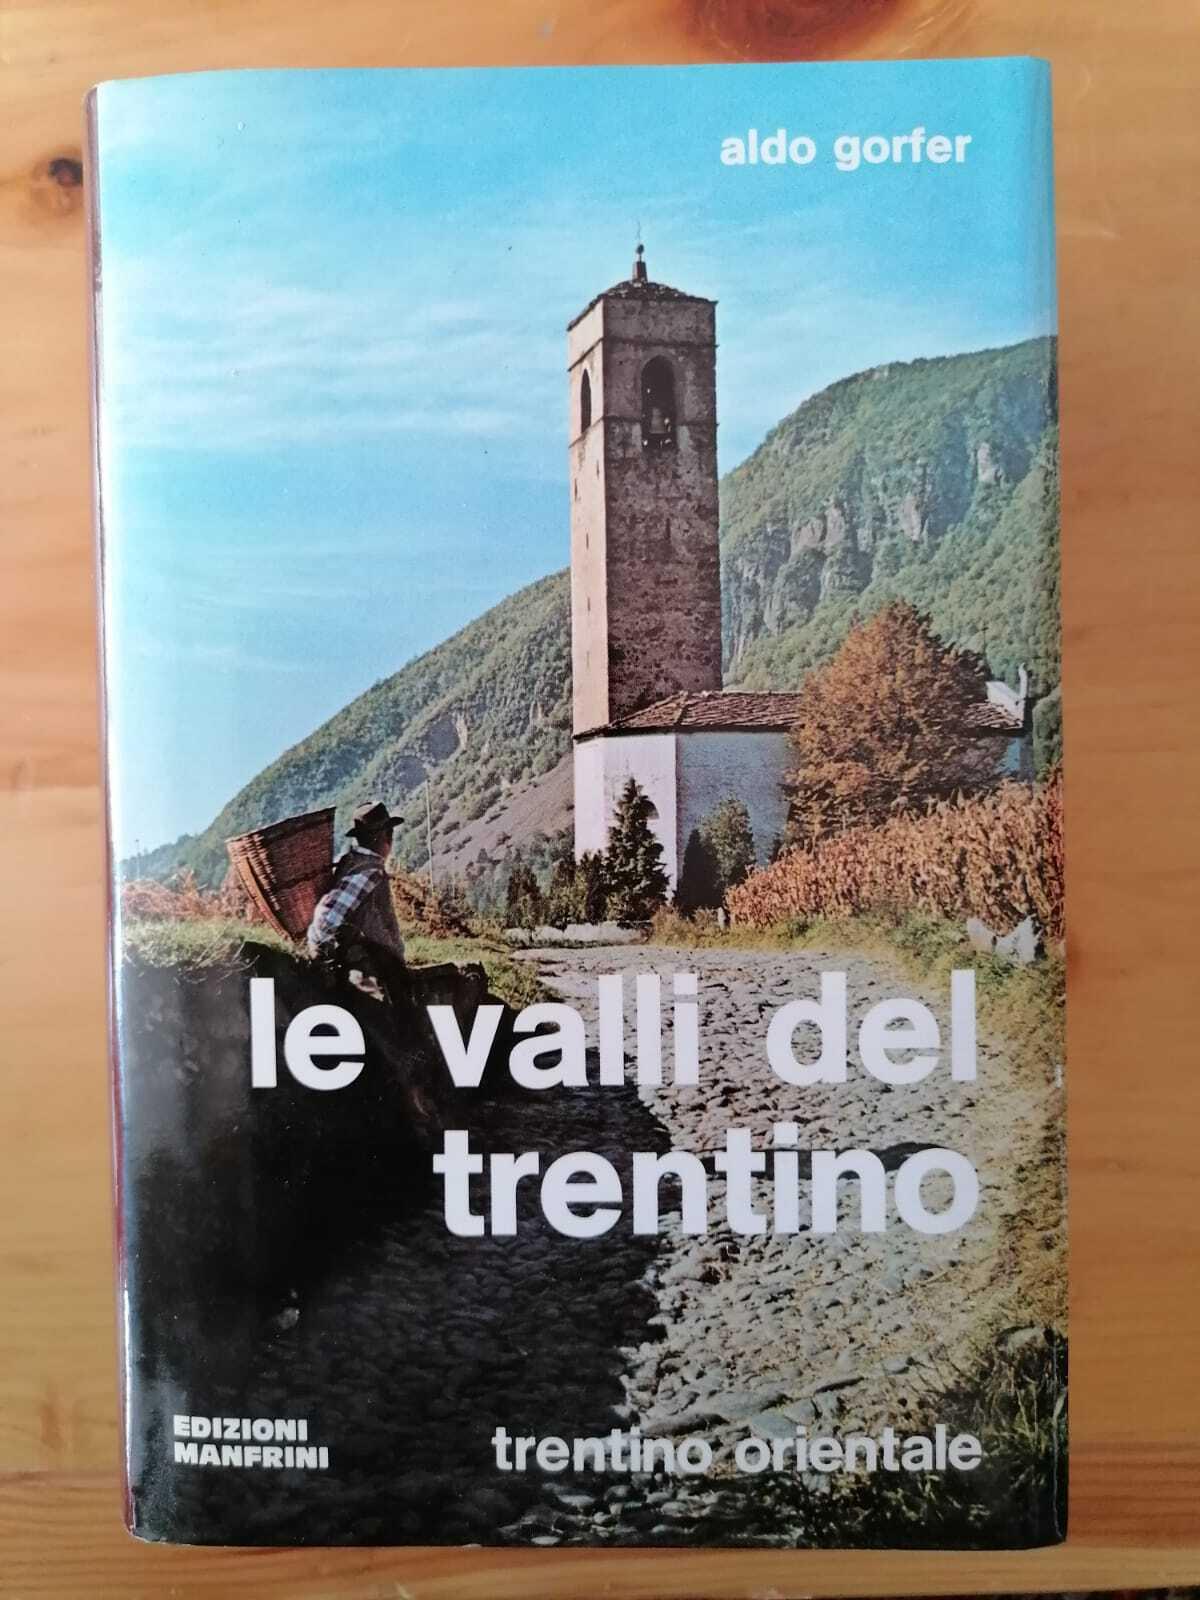 aldo gorfer
le valli del
trentino
EDIZIONI
MANFRINI
trentino orientale